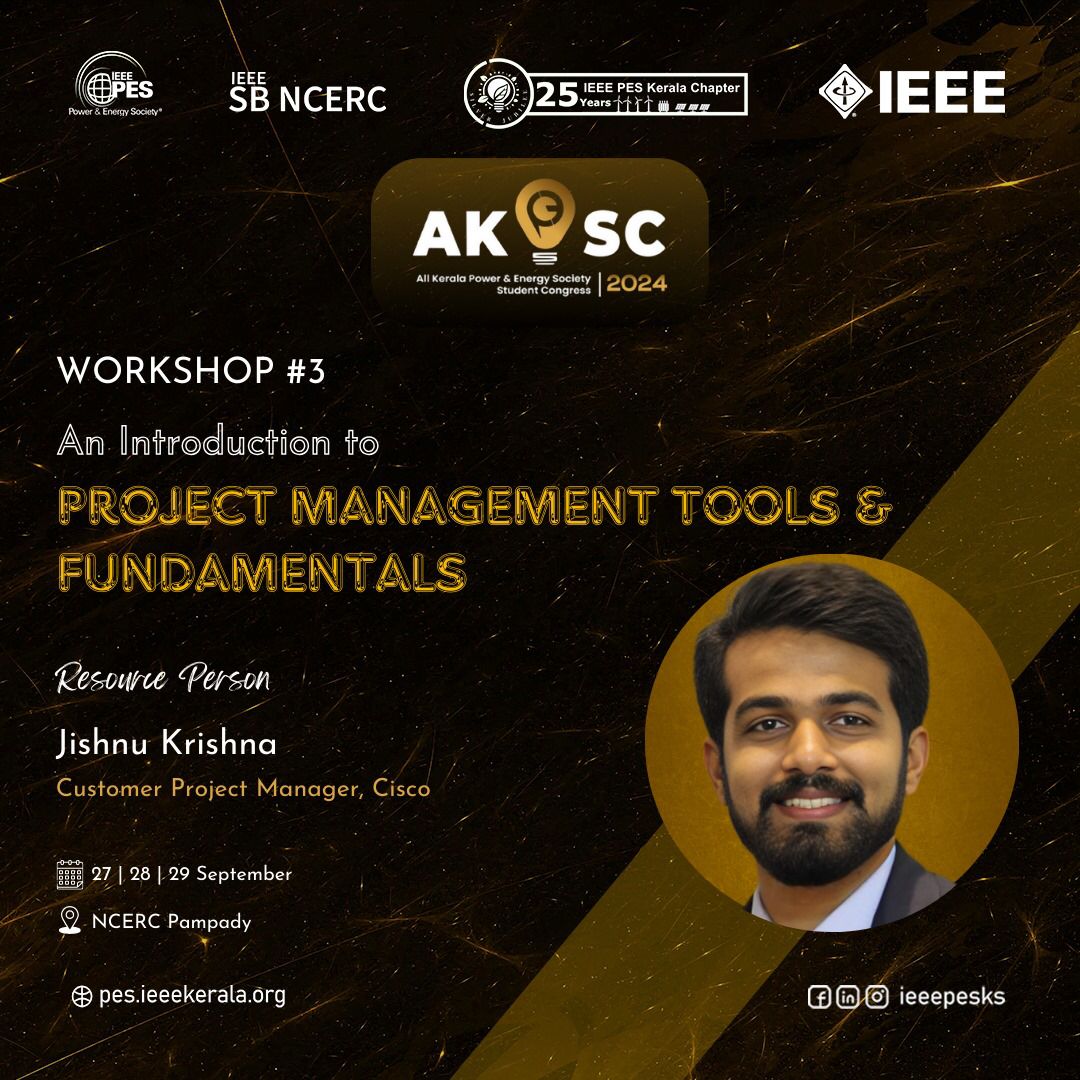 IEEE
PES
Power & Energy Society®
IEEE
SB NCERC
25 IEEE PES Kerala Chapter
Years
IEEE
AK SC
All Kerala Power & Energy Society
Student Congress
2024
WORKSHOP #3
An Introduction to
PROJECT MANAGEMENT TOOLS &
FUNDAMENTALS
Resource Person
Jishnu Krishna
Customer Project Manager, Cisco
27 | 28 | 29 September
NCERC Pampady
pes.ieeekerala.org
ieeepesks